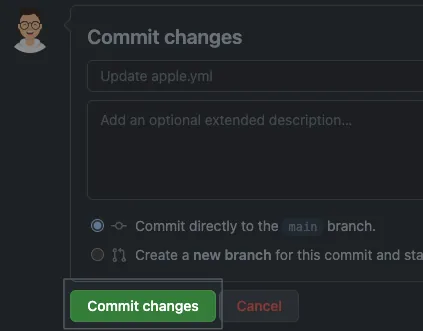 Commit changes
Update apple.yml
Add an optional extended description...
Commit directly to the main branch.
Create a new branch for this commit and sta
Commit changes
Cancel